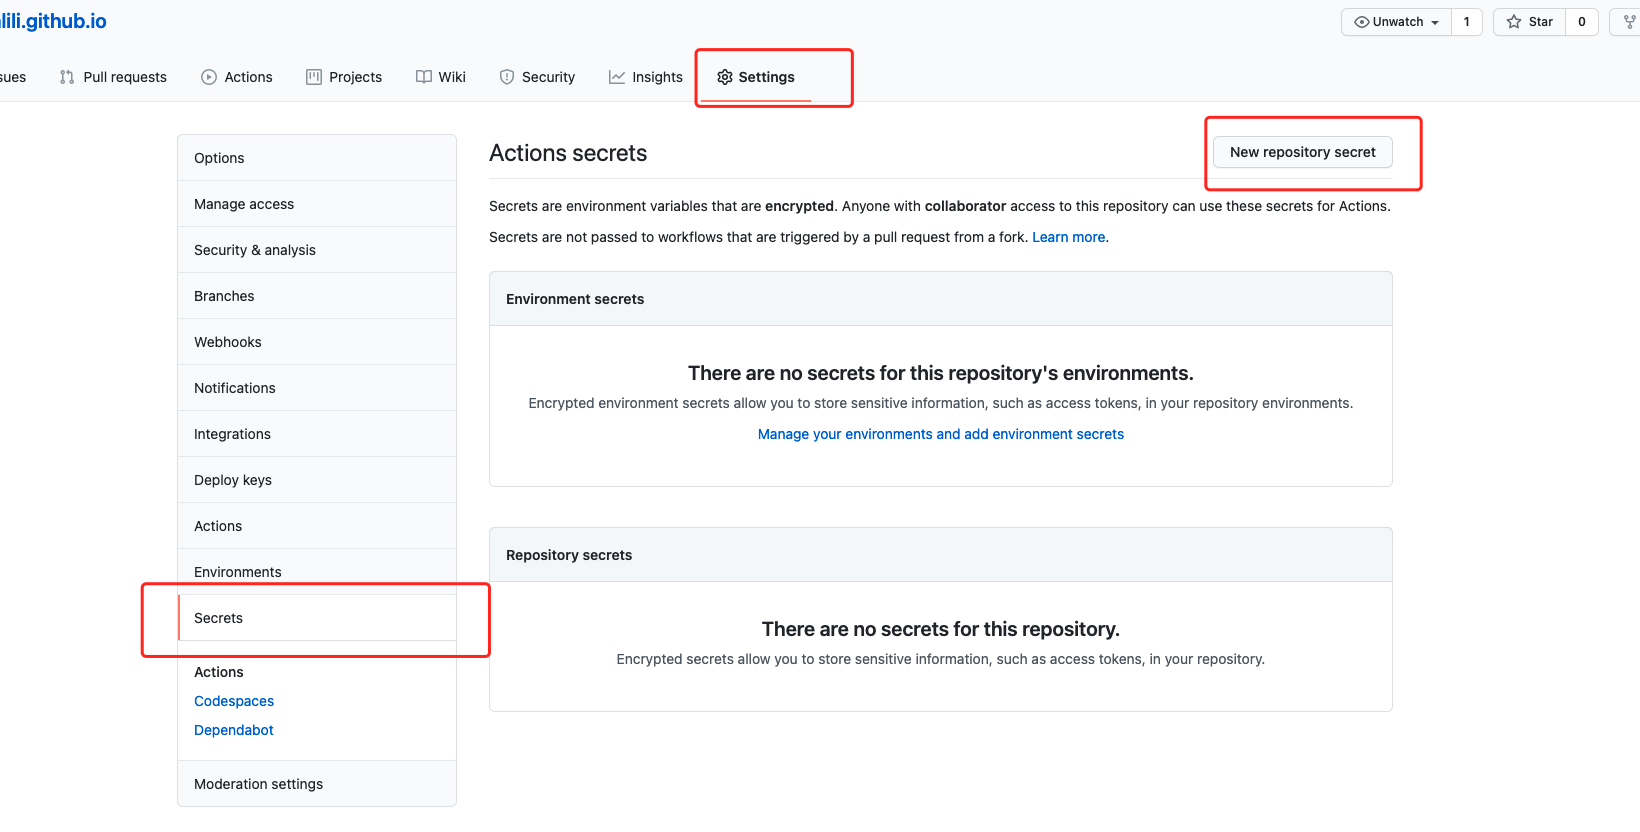 lili.github.io
Unwatch 1 Star 0
sues Pull requests Actions Projects Wiki Security Insights Settings
Options
Manage access
Security & analysis
Branches
Webhooks
Notifications
Integrations
Deploy keys
Actions
Environments
Secrets
Actions
Codespaces
Dependabot
Moderation settings
Actions secrets
New repository secret
Secrets are environment variables that are encrypted. Anyone with collaborator access to this repository can use these secrets for Actions.
Secrets are not passed to workflows that are triggered by a pull request from a fork. Learn more.
Environment secrets
There are no secrets for this repository's environments.
Encrypted environment secrets allow you to store sensitive information, such as access tokens, in your repository environments.
Manage your environments and add environment secrets
Repository secrets
There are no secrets for this repository.
Encrypted secrets allow you to store sensitive information, such as access tokens, in your repository.